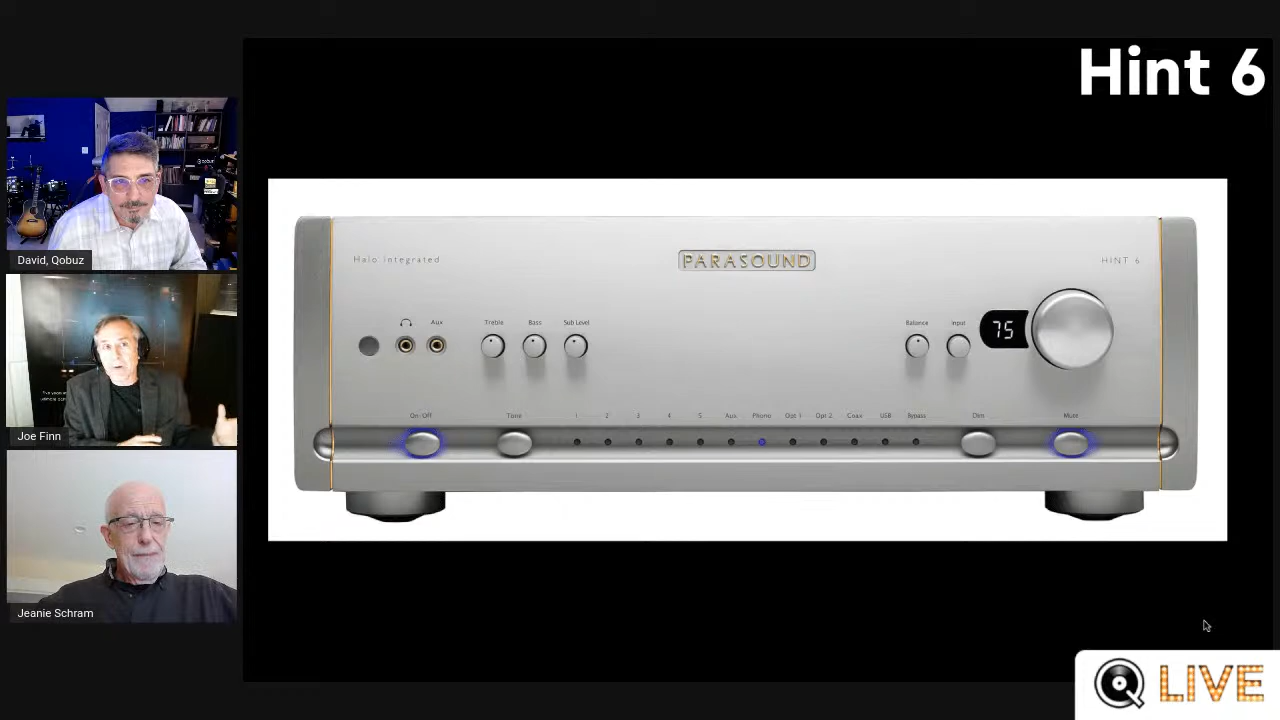 Hint 6
qobuz
David, Qobuz
Joe Finn
Jeanie Schram
Halo integrated
PARASOUND
HINT 6
Aux
Treble
Bass
Sub Level
Balance
Input
75
On·Off
Tone
1
2
3
4
5
Aux
Phono
Opt 1
Opt 2
Coax
USB
Bypass
Dim
Mute
LIVE